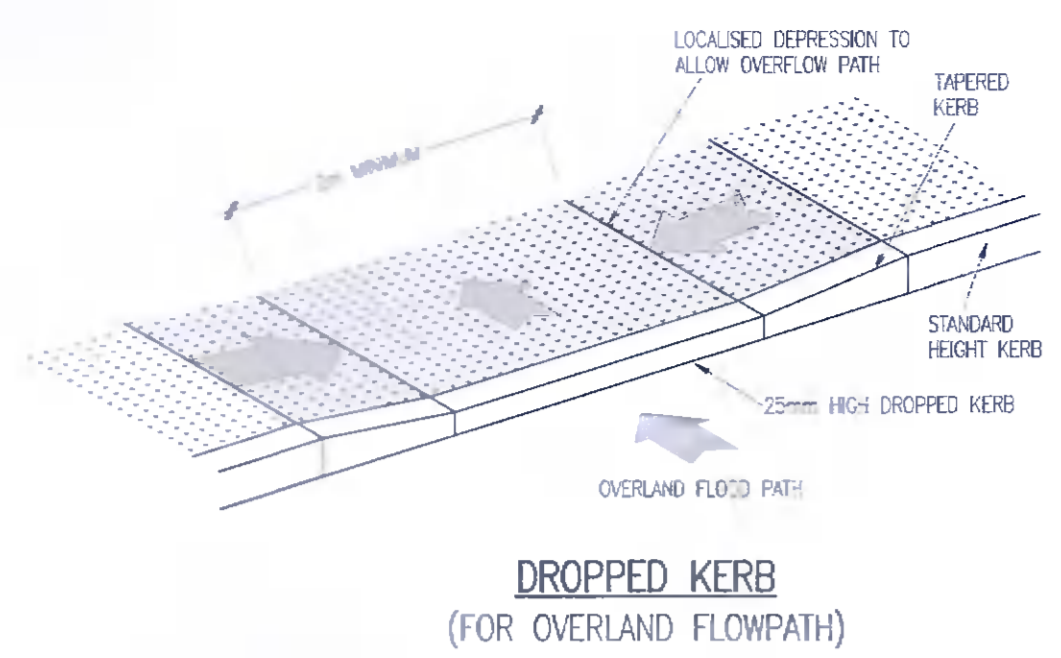 LOCALISED DEPRESSION TO
ALLOW OVERFLOW PATH
TAPERED
KERB
MINIMUM
STANDARD
HEIGHT KERB
25mm HIGH DROPPED KERB
OVERLAND FLOOD PATH
DROPPED KERB
(FOR OVERLAND FLOWPATH)